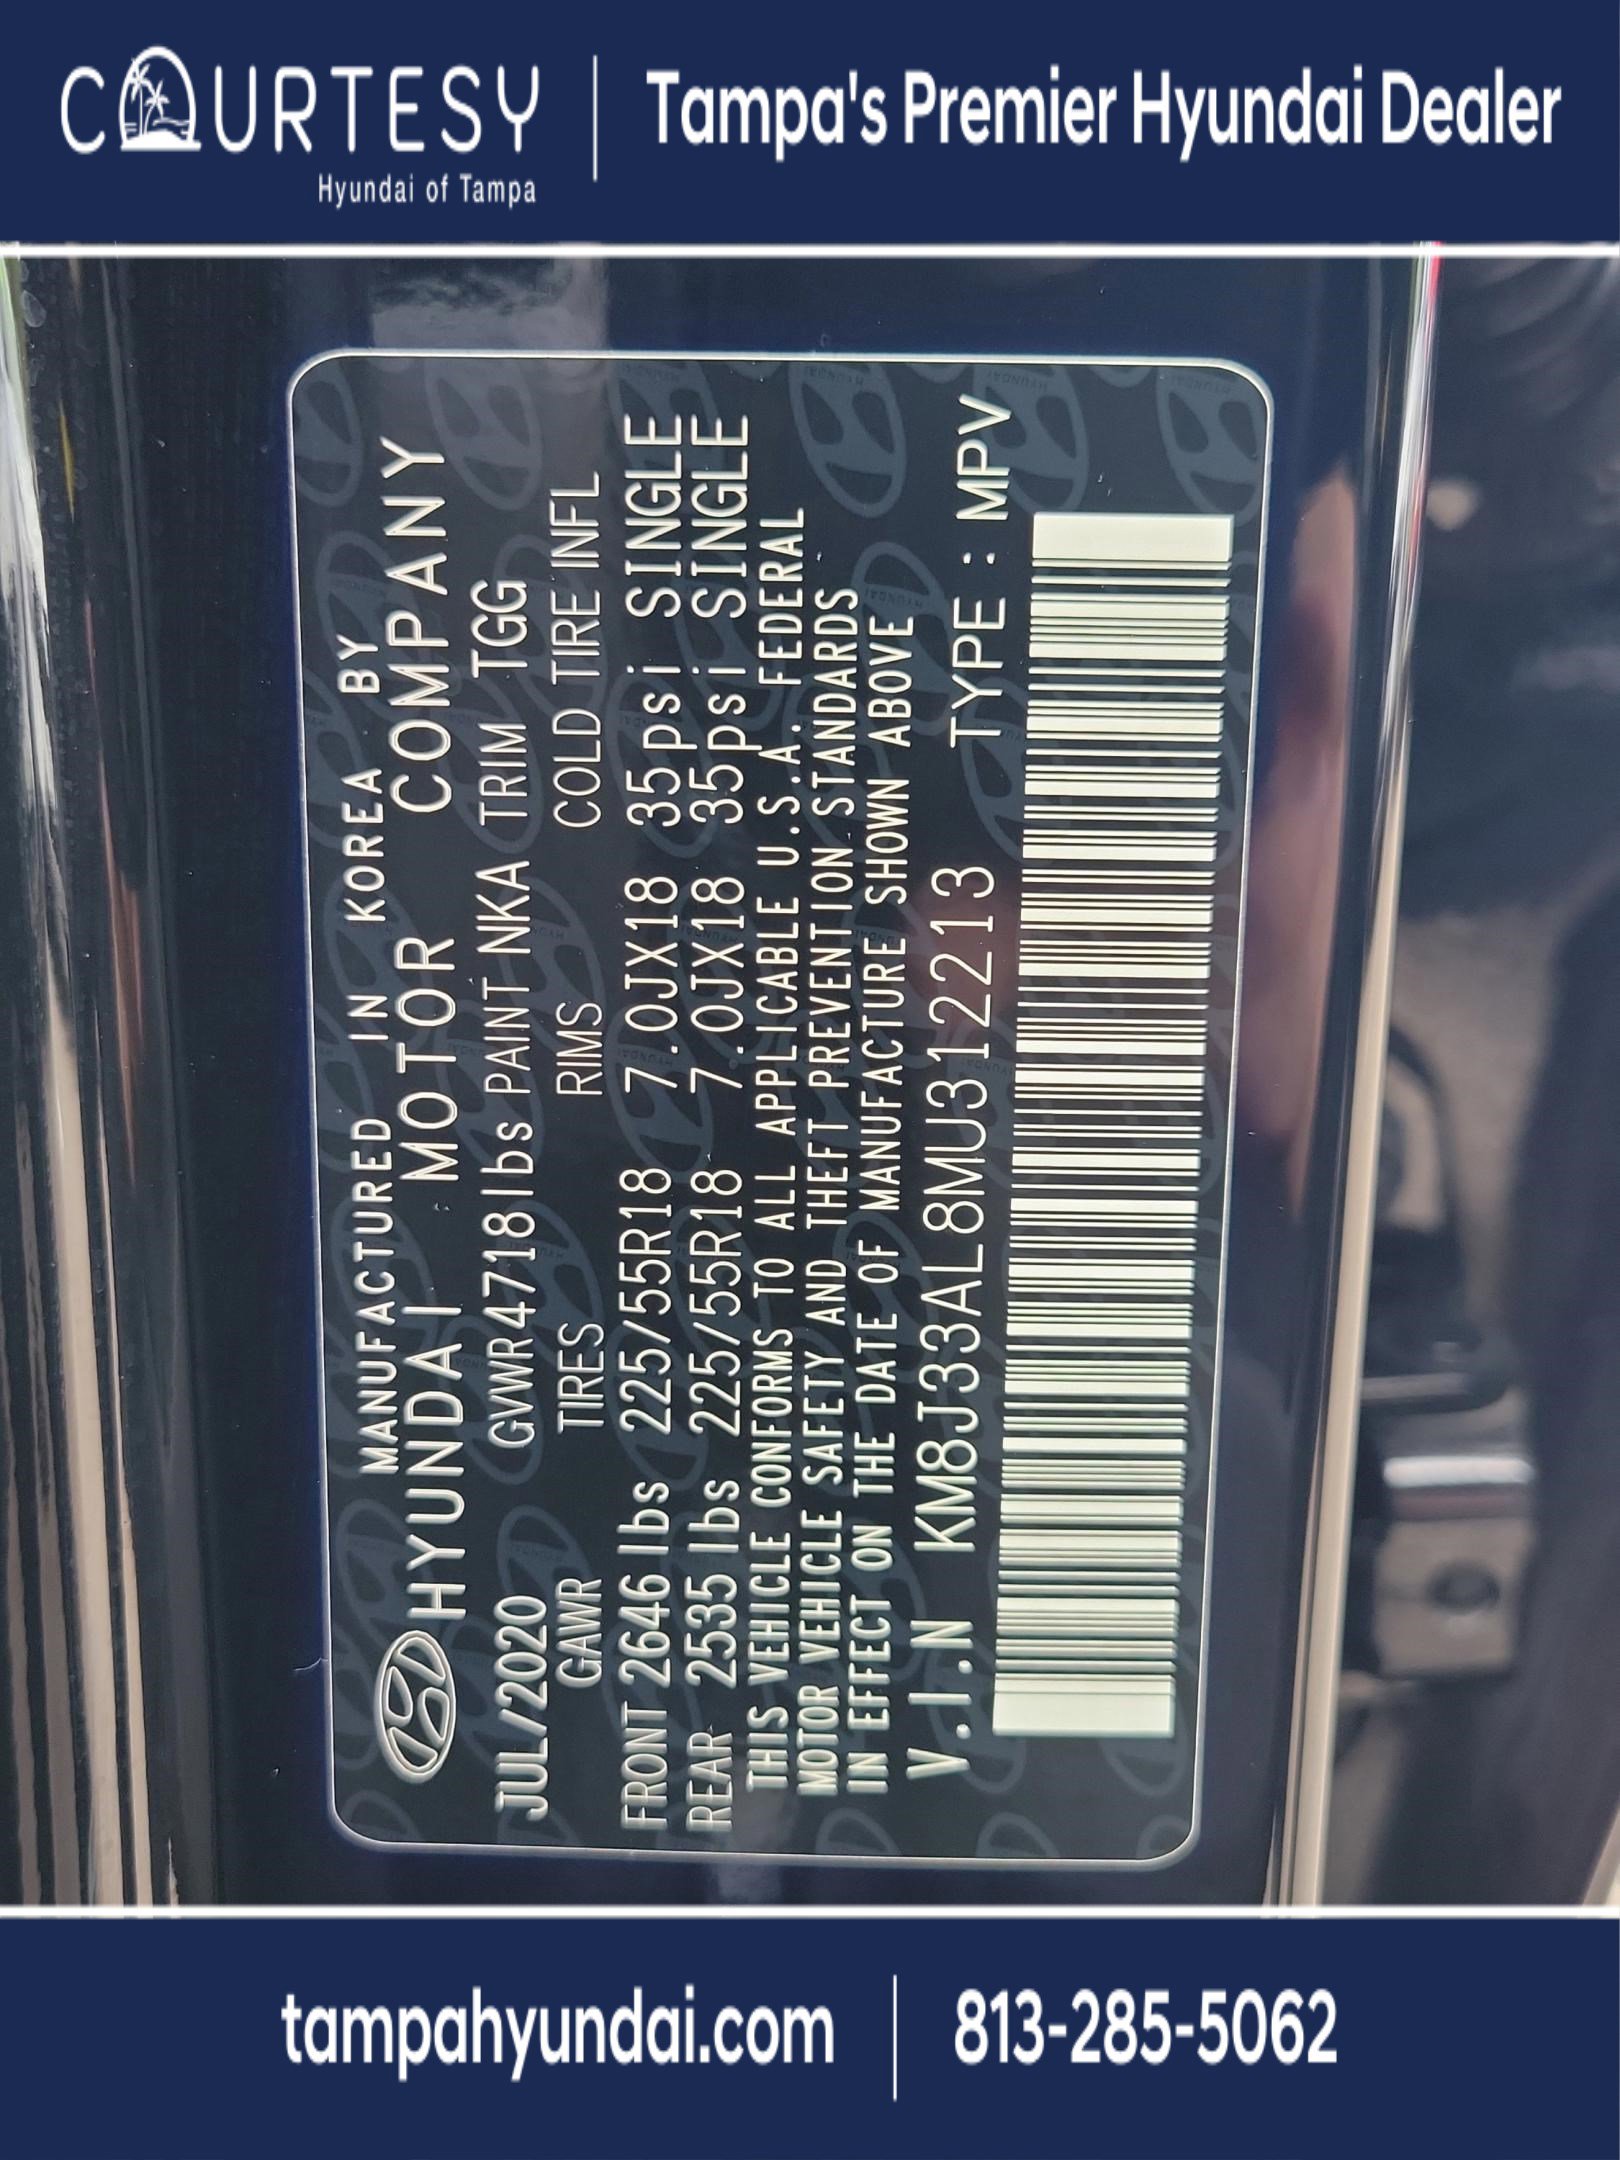 COURTESY
Hyundai of Tampa
Tampa's Premier Hyundai Dealer
MANUFACTURED IN KOREA BY
HYUNDAI MOTOR COMPANY
JUL/2020 GVWR4718lbs PAINT NKA TRIM TGG
GAWR TIRES RIMS COLD TIRE INFL
FRONT 2646 lbs 225/55R18 7.0JX18 35psi SINGLE
REAR 2535 lbs 225/55R18 7.0JX18 35psi SINGLE
THIS VEHICLE CONFORMS TO ALL APPLICABLE U.S.A. FEDERAL
MOTOR VEHICLE SAFETY AND THEFT PREVENTION STANDARDS
IN EFFECT ON THE DATE OF MANUFACTURE SHOWN ABOVE
V.I.N KM8J33AL8MU312213 TYPE : MPV
tampahyundai.com
813-285-5062